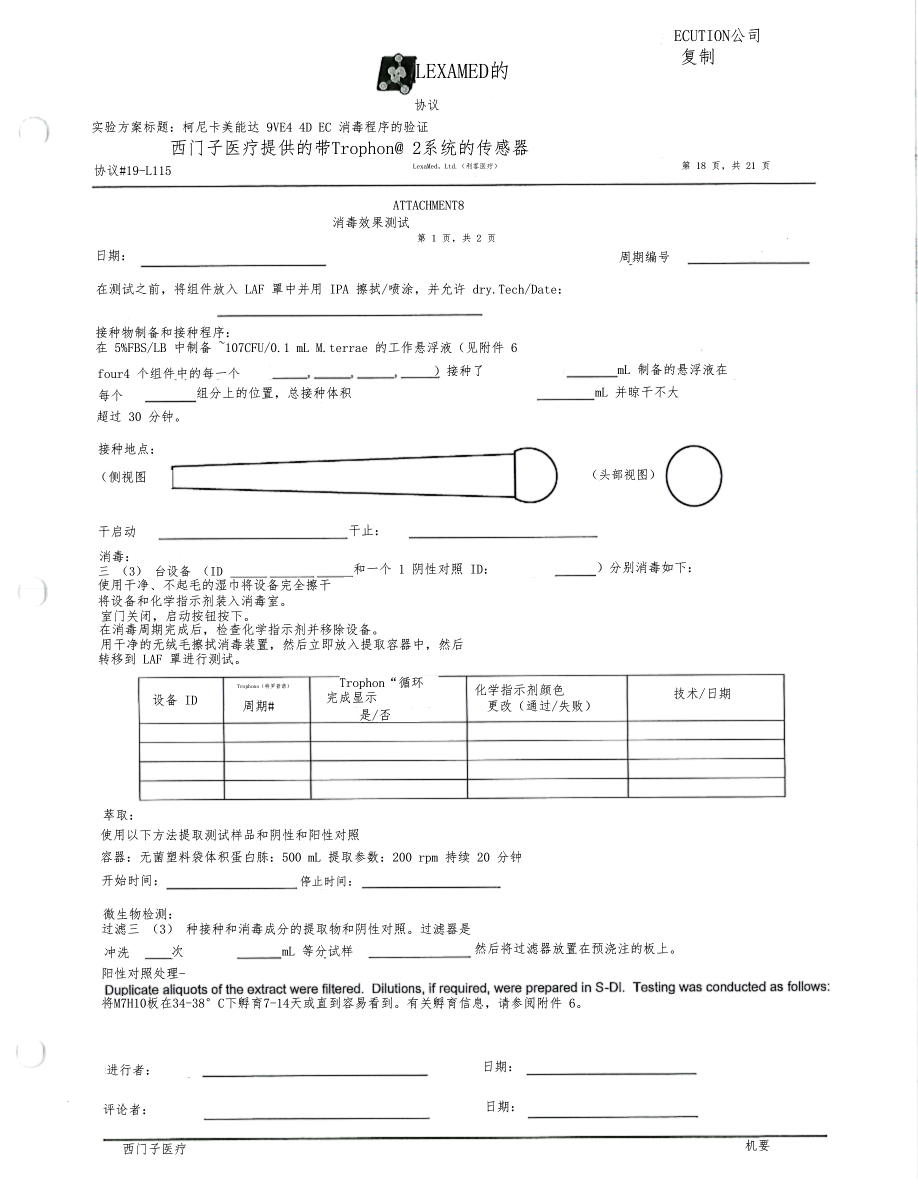 ECUTION公司
复制
LEXAMED的
协议
实验方案标题：柯尼卡美能达 9VE4 4D EC 消毒程序的验证
西门子医疗提供的带Trophon@ 2系统的传感器
协议#19-L115
LexaMed，Ltd.（利客医疗）
第 18 页，共 21 页
ATTACHMENT8
消毒效果测试
第 1 页，共 2 页
日期：
周期编号
在测试之前，将组件放入 LAF 罩中并用 IPA 擦拭/喷涂，并允许 dry.Tech/Date：
接种物制备和接种程序：
在 5%FBS/LB 中制备 ~107CFU/0.1 mL M.terrae 的工作悬浮液（见附件 6
four4 个组件中的每一个 ____,____,____,____）接种了 ____mL 制备的悬浮液在
每个 ____组分上的位置，总接种体积 ____mL 并晾干不大
超过 30 分钟。
接种地点：
（侧视图
（头部视图）
干启动
干止：
消毒：
三 （3） 台设备 （ID ____ ____ ____和一个 1 阴性对照 ID： ____）分别消毒如下：
使用干净、不起毛的湿巾将设备完全擦干
将设备和化学指示剂装入消毒室。
室门关闭，启动按钮按下。
在消毒周期完成后，检查化学指示剂并移除设备。
用干净的无绒毛擦拭消毒装置，然后立即放入提取容器中，然后
转移到 LAF 罩进行测试。
设备 ID
周期#
Trophon“循环
完成显示
是/否
化学指示剂颜色
更改（通过/失败）
技术/日期
萃取：
使用以下方法提取测试样品和阴性和阳性对照
容器：无菌塑料袋体积蛋白胨：500 mL 提取参数：200 rpm 持续 20 分钟
开始时间：
停止时间：
微生物检测：
过滤三 （3） 种接种和消毒成分的提取物和阴性对照。过滤器是
冲洗 ____次 ____mL 等分试样 ____然后将过滤器放置在预浇注的板上。
阳性对照处理-
Duplicate aliquots of the extract were filtered. Dilutions, if required, were prepared in S-DI. Testing was conducted as follows:
将M7H10板在34-38°C下孵育7-14天或直到容易看到。有关孵育信息，请参阅附件 6。
进行者：
日期：
评论者：
日期：
西门子医疗
机要